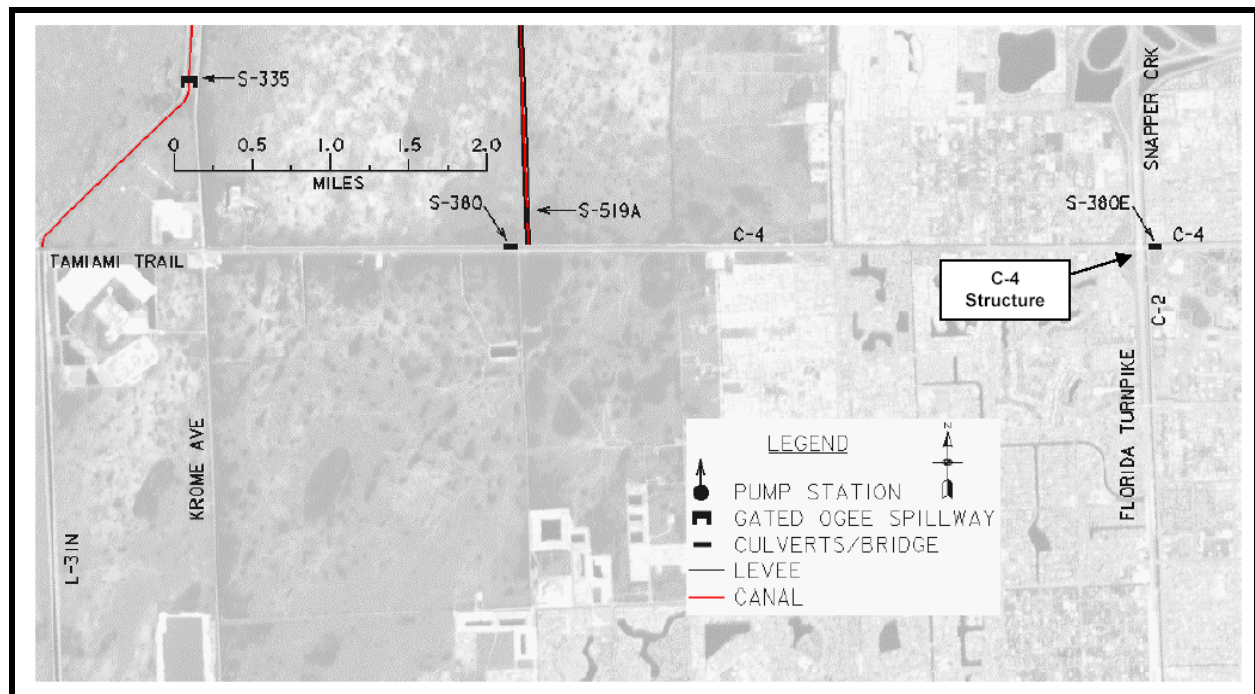 S-335
SNAPPER CRK
0 0.5 1.0 1.5 2.0
MILES
S-380
S-519A
S-380E
C-4
C-4
TAMIAMI TRAIL
C-4
Structure
C-2
KROME AVE
FLORIDA TURNPIKE
L-31N
LEGEND
N
PUMP STATION
GATED OGEE SPILLWAY
CULVERTS/BRIDGE
LEVEE
CANAL